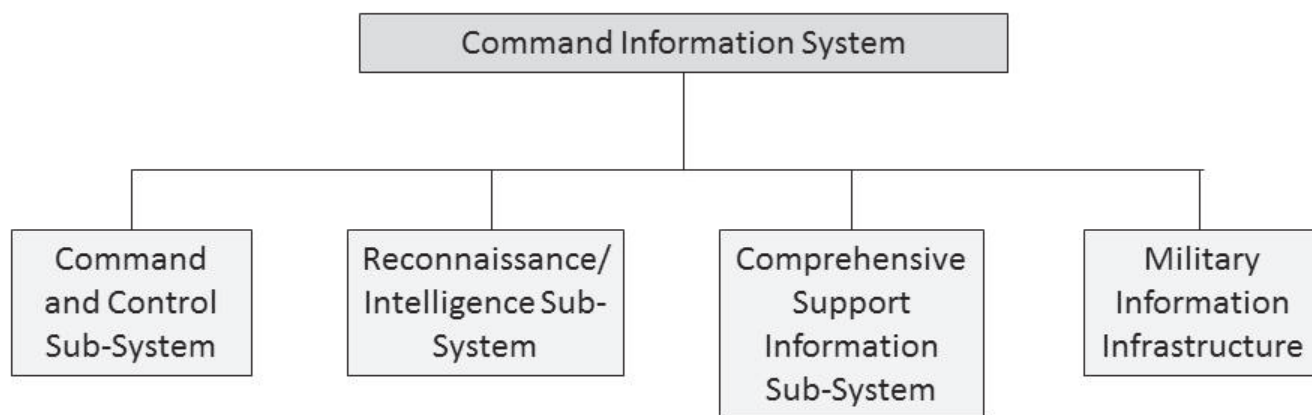 Command Information System
Command
and Control
Sub-System
Reconnaissance/
Intelligence Sub-
System
Comprehensive
Support
Information
Sub-System
Military
Information
Infrastructure